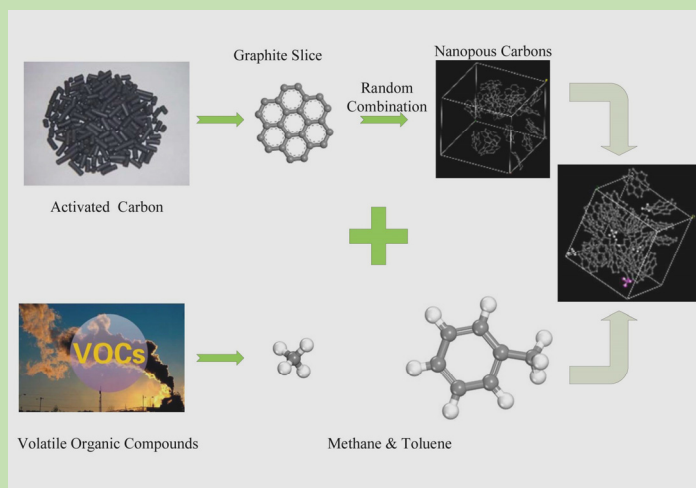 Graphite Slice
Nanopous Carbons
Random
Combination
Activated Carbon
VOCs
Volatile Organic Compounds
Methane & Toluene